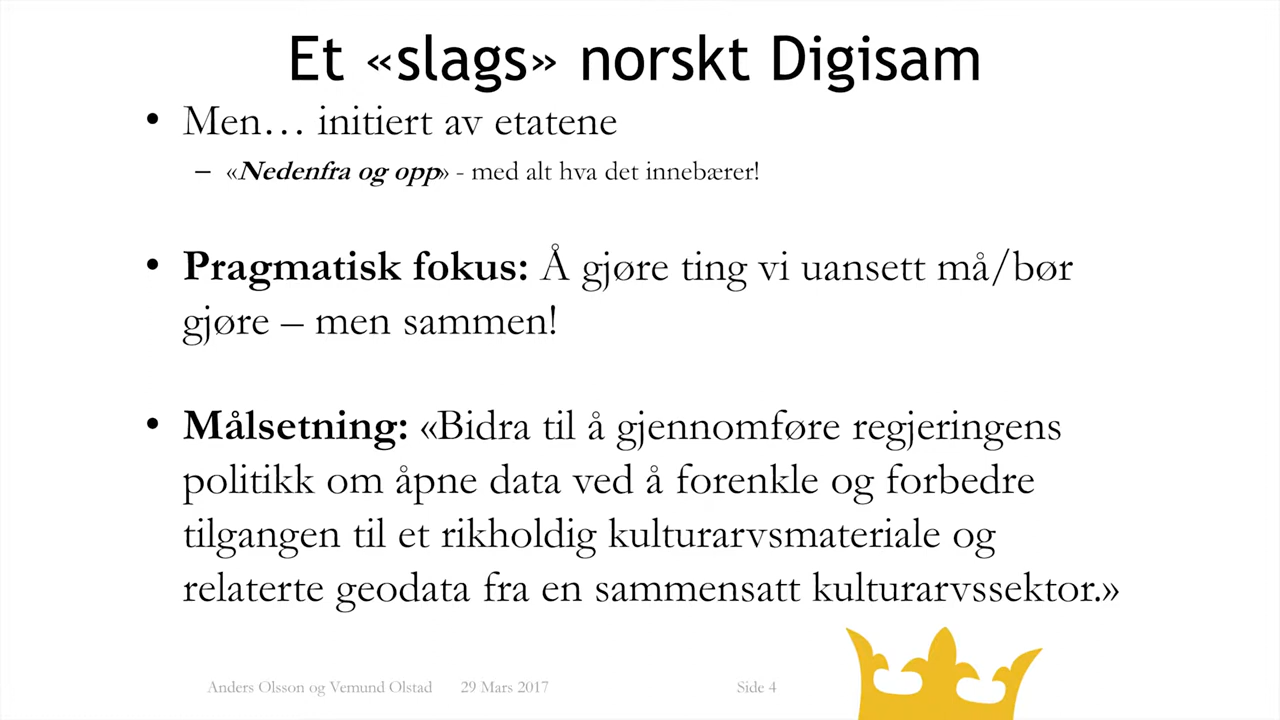 Et «slags» norskt Digisam
• Men… initiert av etatene
– «Nedenfra og opp» - med alt hva det innebærer!
• Pragmatisk fokus: Å gjøre ting vi uansett må/bør
gjøre – men sammen!
• Målsetning: «Bidra til å gjennomføre regjeringens
politikk om åpne data ved å forenkle og forbedre
tilgangen til et rikholdig kulturarvsmateriale og
relaterte geodata fra en sammensatt kulturarvssektor.»
Anders Olsson og Vemund Olstad 29 Mars 2017 Side 4